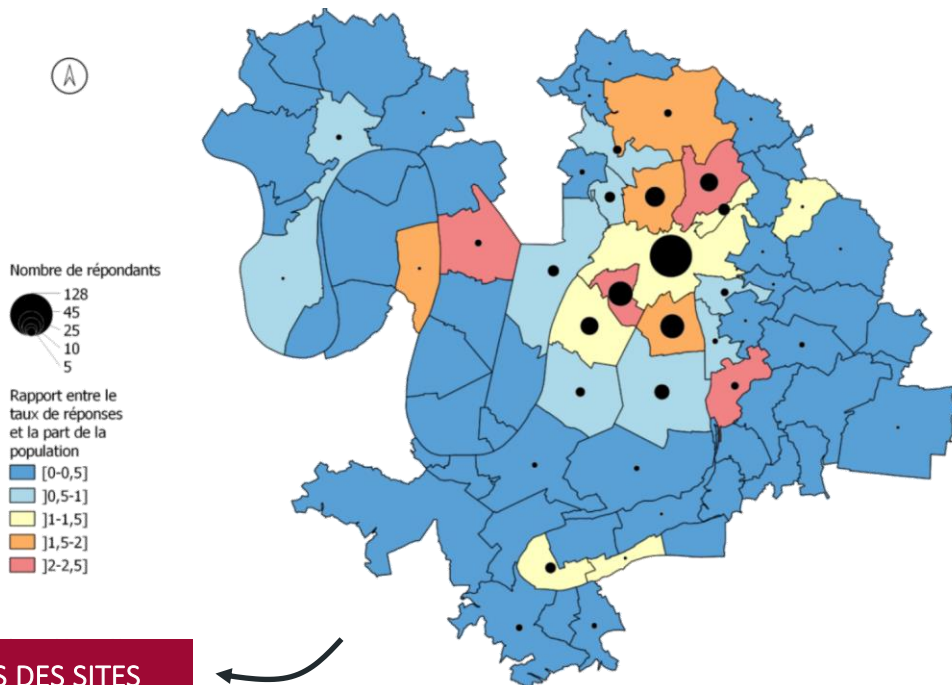 Nombre de répondants
128
45
25
10
5
Rapport entre le
taux de réponses
et la part de la
population
[0-0,5]
]0,5-1]
]1-1,5]
]1,5-2]
]2-2,5]
S DES SITES